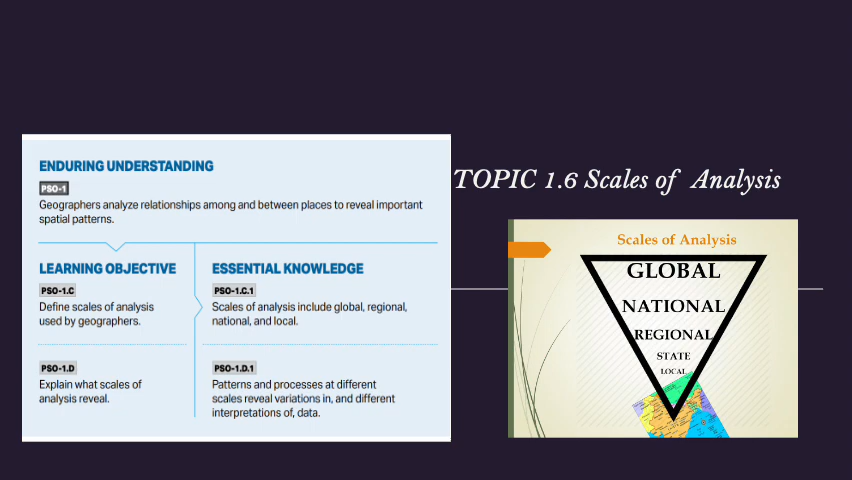 ENDURING UNDERSTANDING
PSO-1
Geographers analyze relationships among and between places to reveal important
spatial patterns.
LEARNING OBJECTIVE
PSO-1.C
Define scales of analysis
used by geographers.
PSO-1.D
Explain what scales of
analysis reveal.
ESSENTIAL KNOWLEDGE
PSO-1.C.1
Scales of analysis include global, regional,
national, and local.
PSO-1.D.1
Patterns and processes at different
scales reveal variations in, and different
interpretations of, data.
TOPIC 1.6 Scales of Analysis
Scales of Analysis
GLOBAL
NATIONAL
REGIONAL
STATE
LOCAL